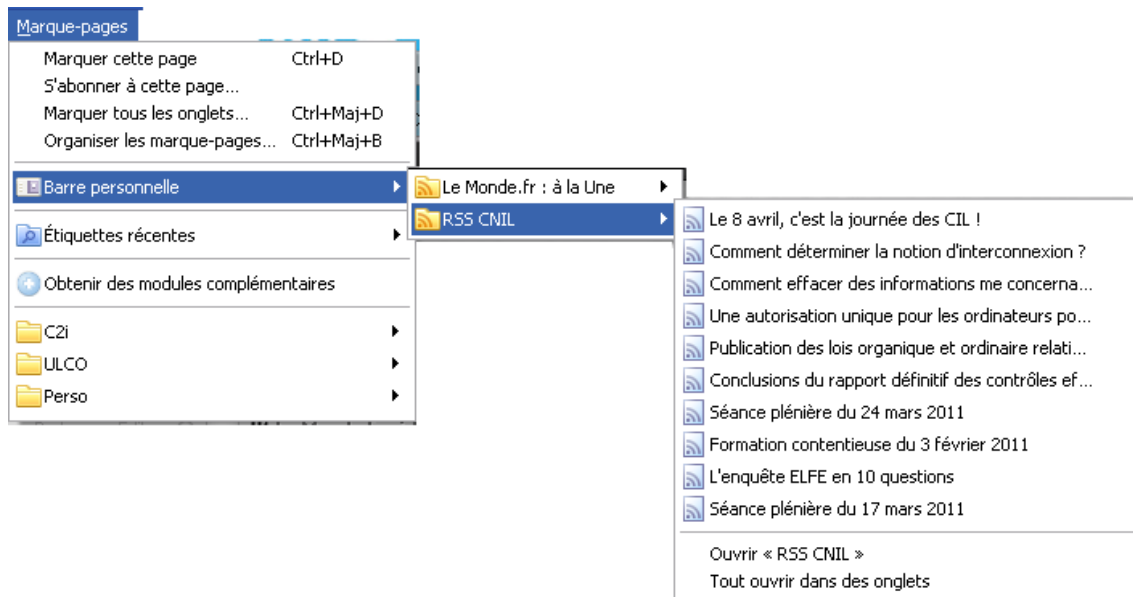 Marque-pages
Marquer cette page Ctrl+D
S'abonner à cette page...
Marquer tous les onglets... Ctrl+Maj+D
Organiser les marque-pages... Ctrl+Maj+B
Barre personnelle
Étiquettes récentes
Obtenir des modules complémentaires
C2i
ULCO
Perso
Le Monde.fr : à la Une
RSS CNIL
Le 8 avril, c'est la journée des CIL !
Comment déterminer la notion d'interconnexion ?
Comment effacer des informations me concerna...
Une autorisation unique pour les ordinateurs po...
Publication des lois organique et ordinaire relati...
Conclusions du rapport définitif des contrôles ef...
Séance plénière du 24 mars 2011
Formation contentieuse du 3 février 2011
L'enquête ELFE en 10 questions
Séance plénière du 17 mars 2011
Ouvrir « RSS CNIL »
Tout ouvrir dans des onglets